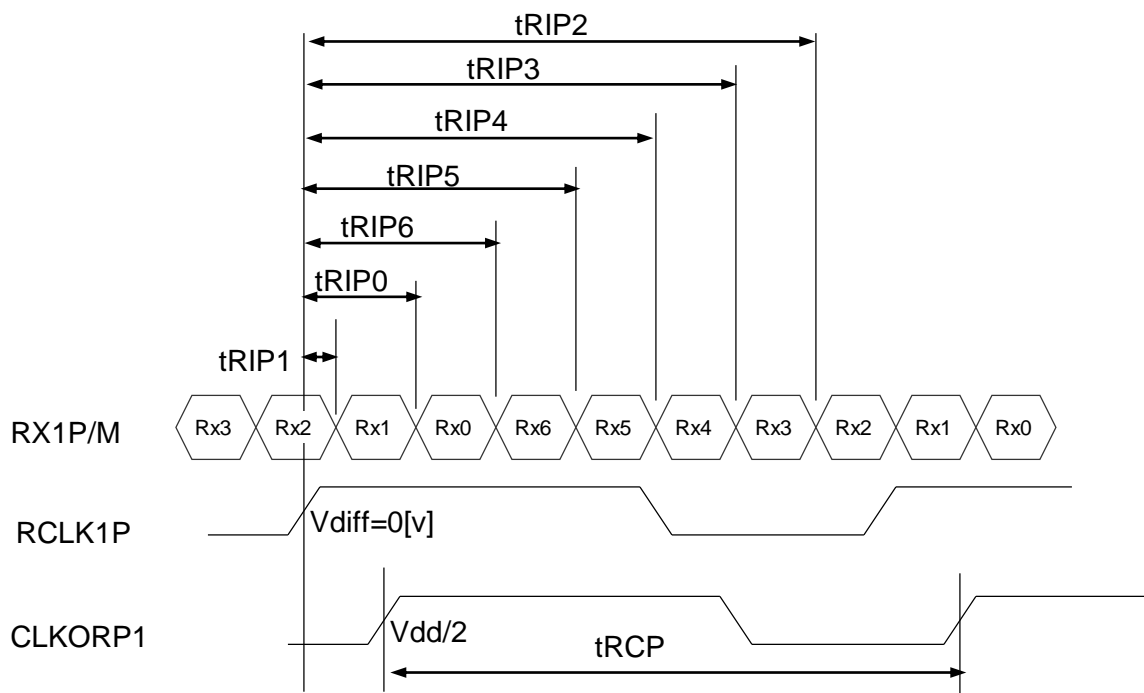 tRIP2
tRIP3
tRIP4
tRIP5
tRIP6
tRIP0
tRIP1
RX1P/M Rx3 Rx2 Rx1 Rx0 Rx6 Rx5 Rx4 Rx3 Rx2 Rx1 Rx0
RCLK1P Vdiff=0[v]
CLKORP1 Vdd/2 tRCP